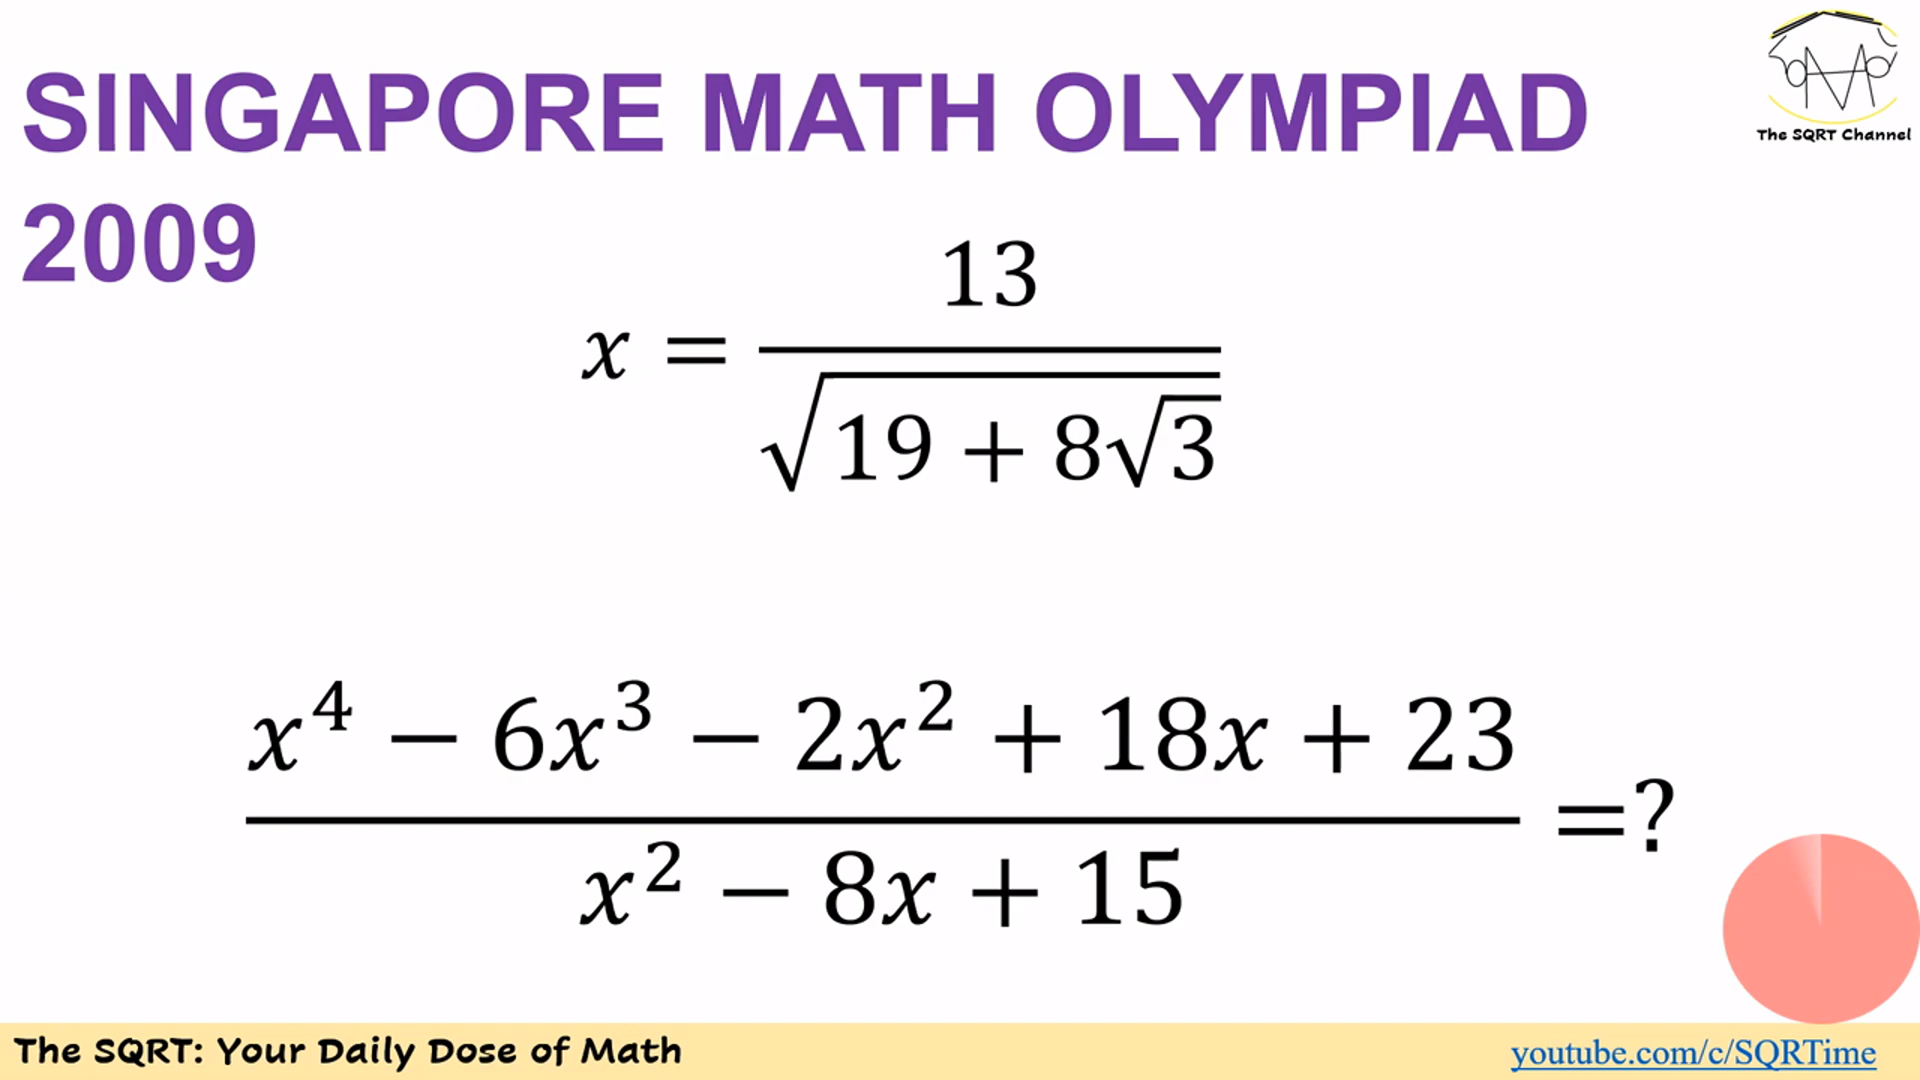 SINGAPORE MATH OLYMPIAD
2009
The SQRT Channel
x = 13 / √(19 + 8√3)
(x⁴ − 6x³ − 2x² + 18x + 23) / (x² − 8x + 15) =?
The SQRT: Your Daily Dose of Math
youtube.com/c/SQRTime